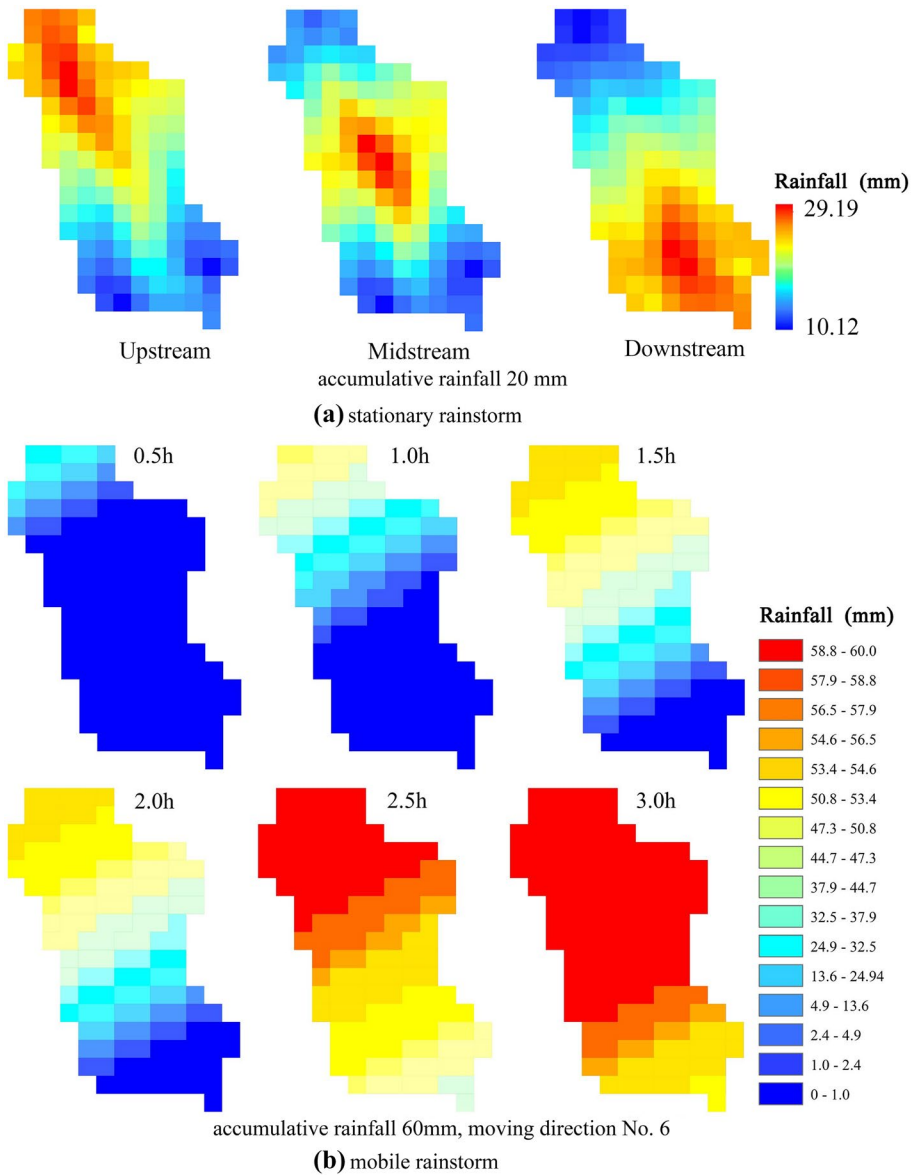 Rainfall (mm)
29.19
10.12
Upstream
Midstream
Downstream
accumulative rainfall 20 mm
(a) stationary rainstorm
0.5h
1.0h
1.5h
2.0h
2.5h
3.0h
Rainfall (mm)
58.8 - 60.0
57.9 - 58.8
56.5 - 57.9
54.6 - 56.5
53.4 - 54.6
50.8 - 53.4
47.3 - 50.8
44.7 - 47.3
37.9 - 44.7
32.5 - 37.9
24.9 - 32.5
13.6 - 24.94
4.9 - 13.6
2.4 - 4.9
1.0 - 2.4
0 - 1.0
accumulative rainfall 60mm, moving direction No. 6
(b) mobile rainstorm